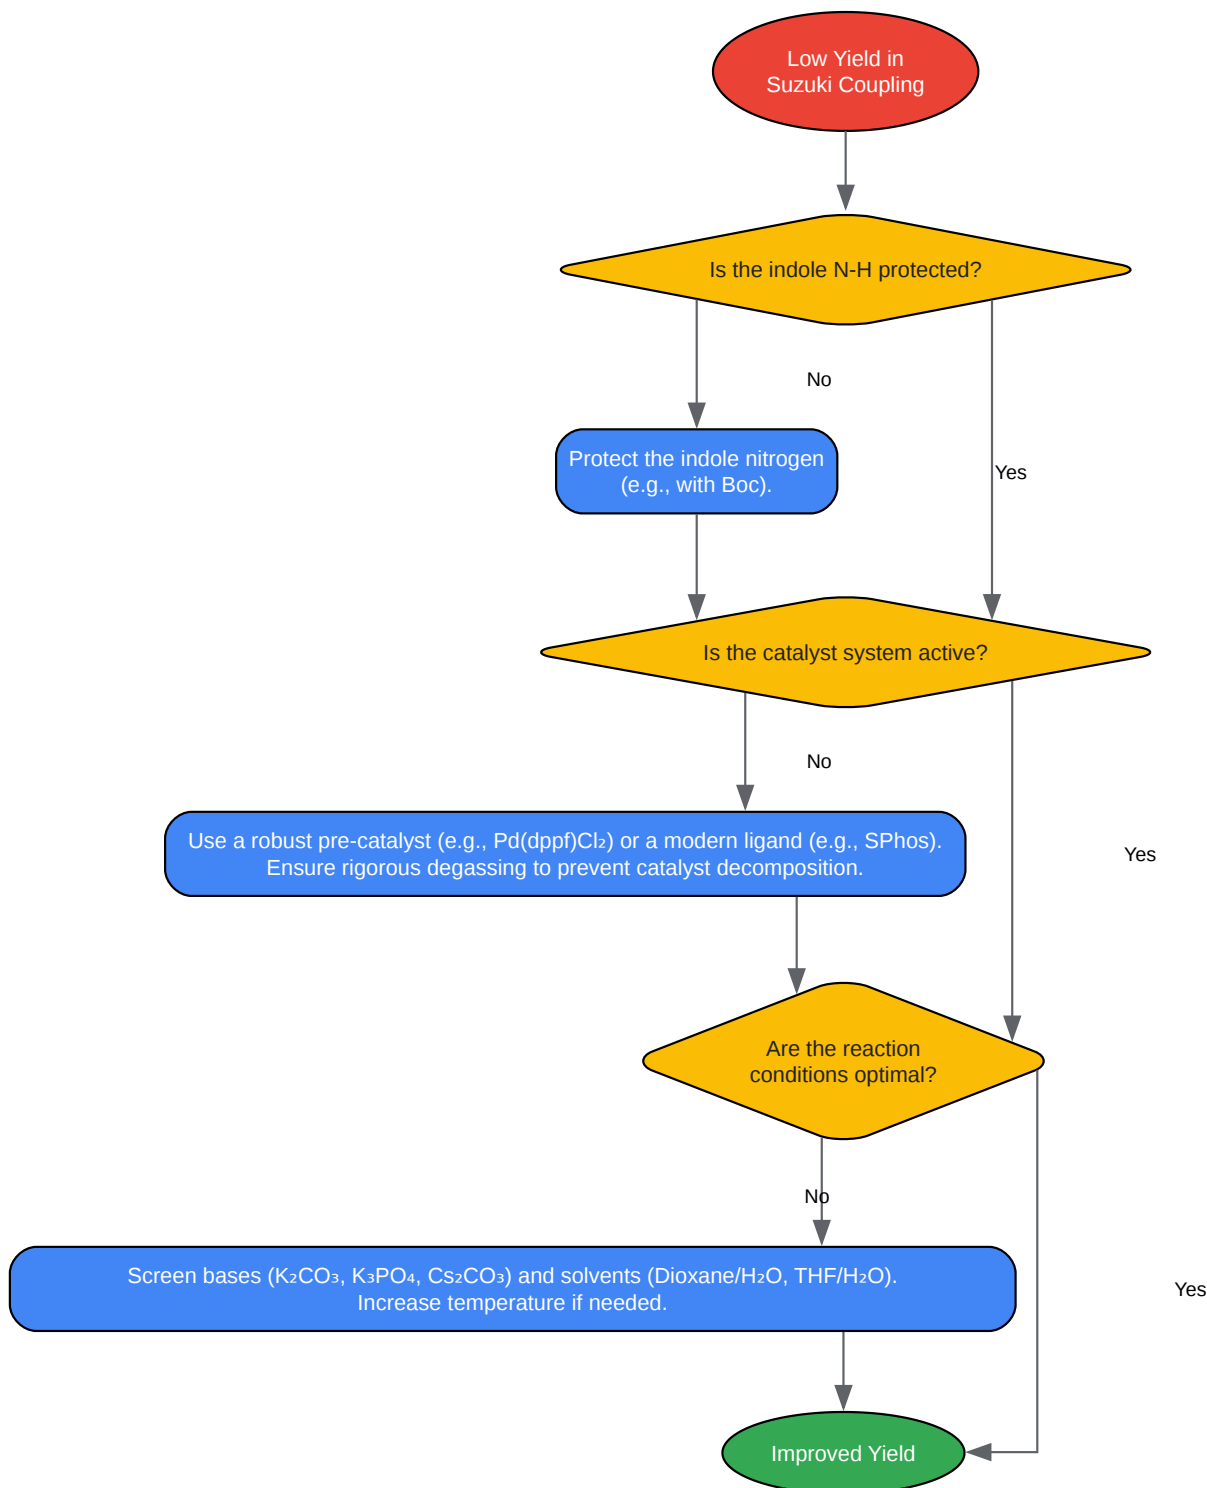 Low Yield in
Suzuki Coupling
Is the indole N-H protected?
No
Protect the indole nitrogen
(e.g., with Boc).
Yes
Is the catalyst system active?
No
Use a robust pre-catalyst (e.g., Pd(dppf)Cl₂) or a modern ligand (e.g., SPhos).
Ensure rigorous degassing to prevent catalyst decomposition.
Yes
Are the reaction
conditions optimal?
No
Screen bases (K₂CO₃, K₃PO₄, Cs₂CO₃) and solvents (Dioxane/H₂O, THF/H₂O).
Increase temperature if needed.
Yes
Improved Yield